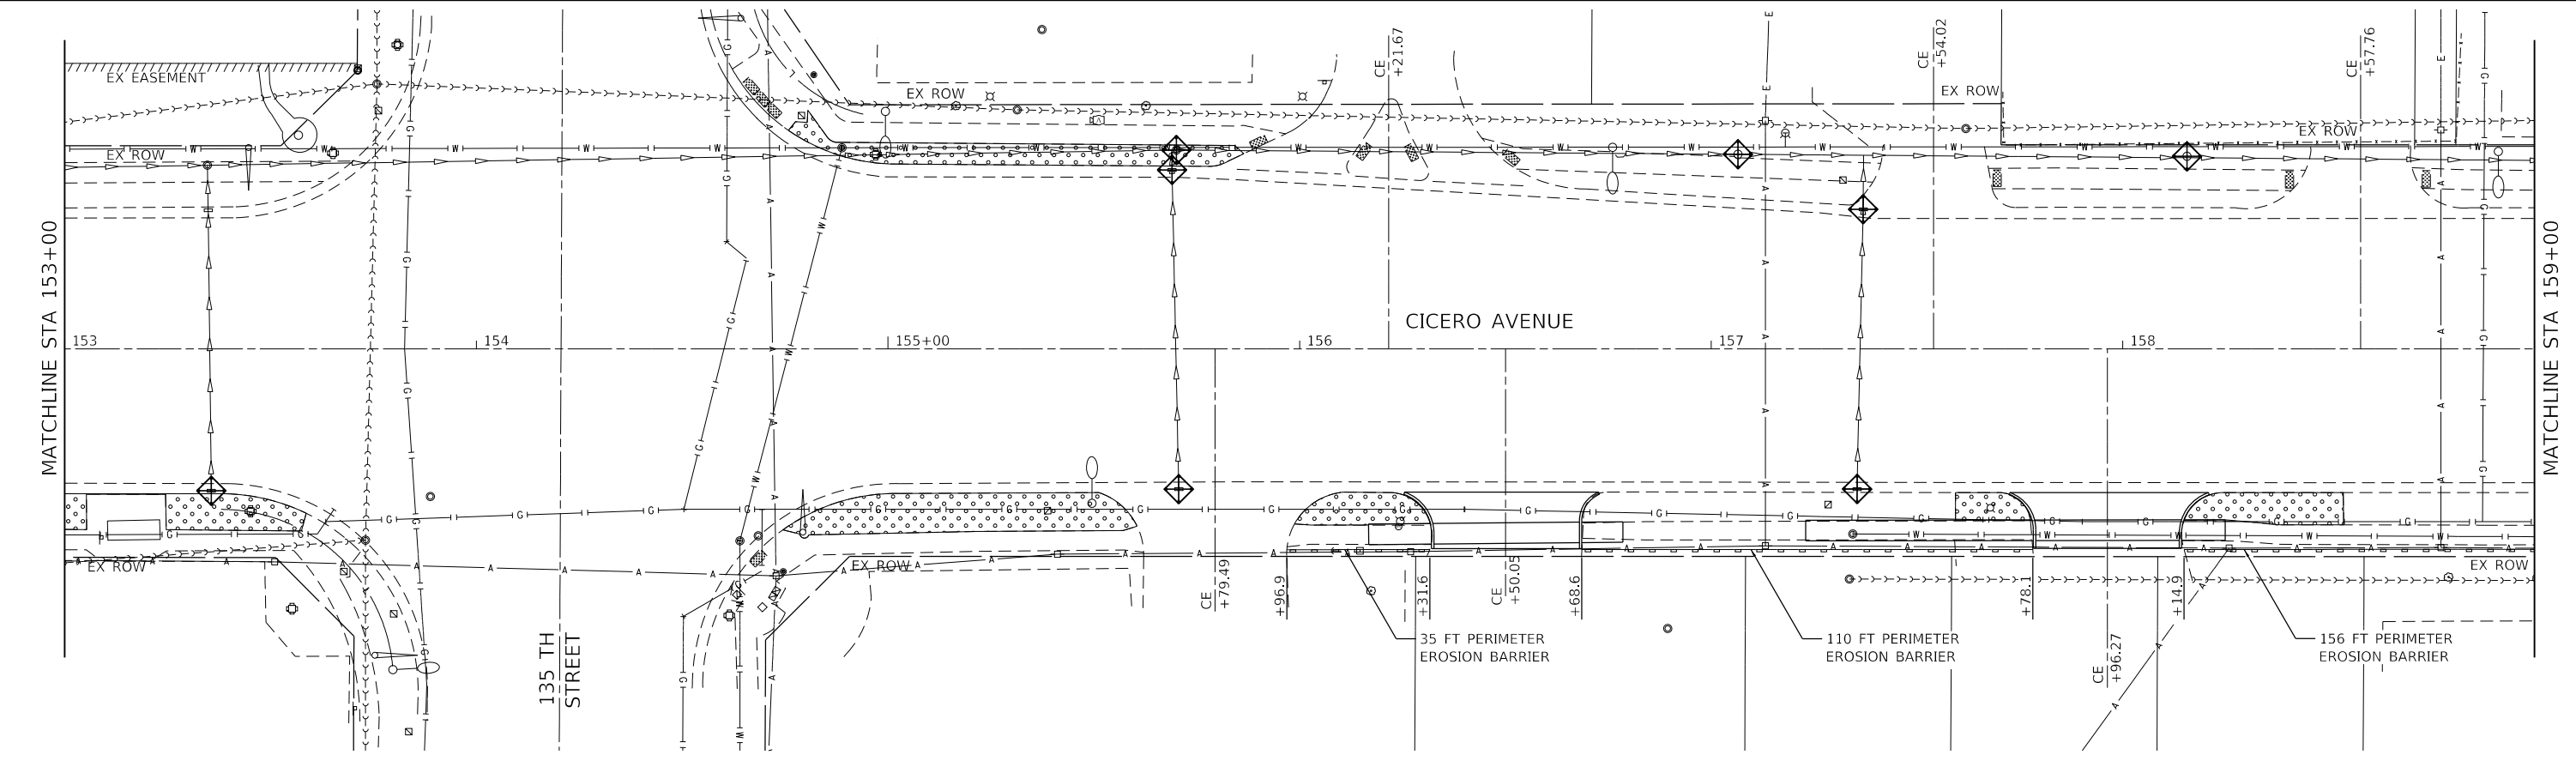 CE
+21.67
CE
+54.02
CE
+57.76
EX EASEMENT
EX ROW
EX ROW
EX ROW
EX ROW
MATCHLINE STA 153+00
MATCHLINE STA 159+00
CICERO AVENUE
153
154
155+00
156
157
158
EX ROW
EX ROW
EX ROW
CE
+79.49
+96.9
+31.6
CE
+50.05
+68.6
+78.1
CE
+96.27
+14.9
135 TH
STREET
35 FT PERIMETER
EROSION BARRIER
110 FT PERIMETER
EROSION BARRIER
156 FT PERIMETER
EROSION BARRIER